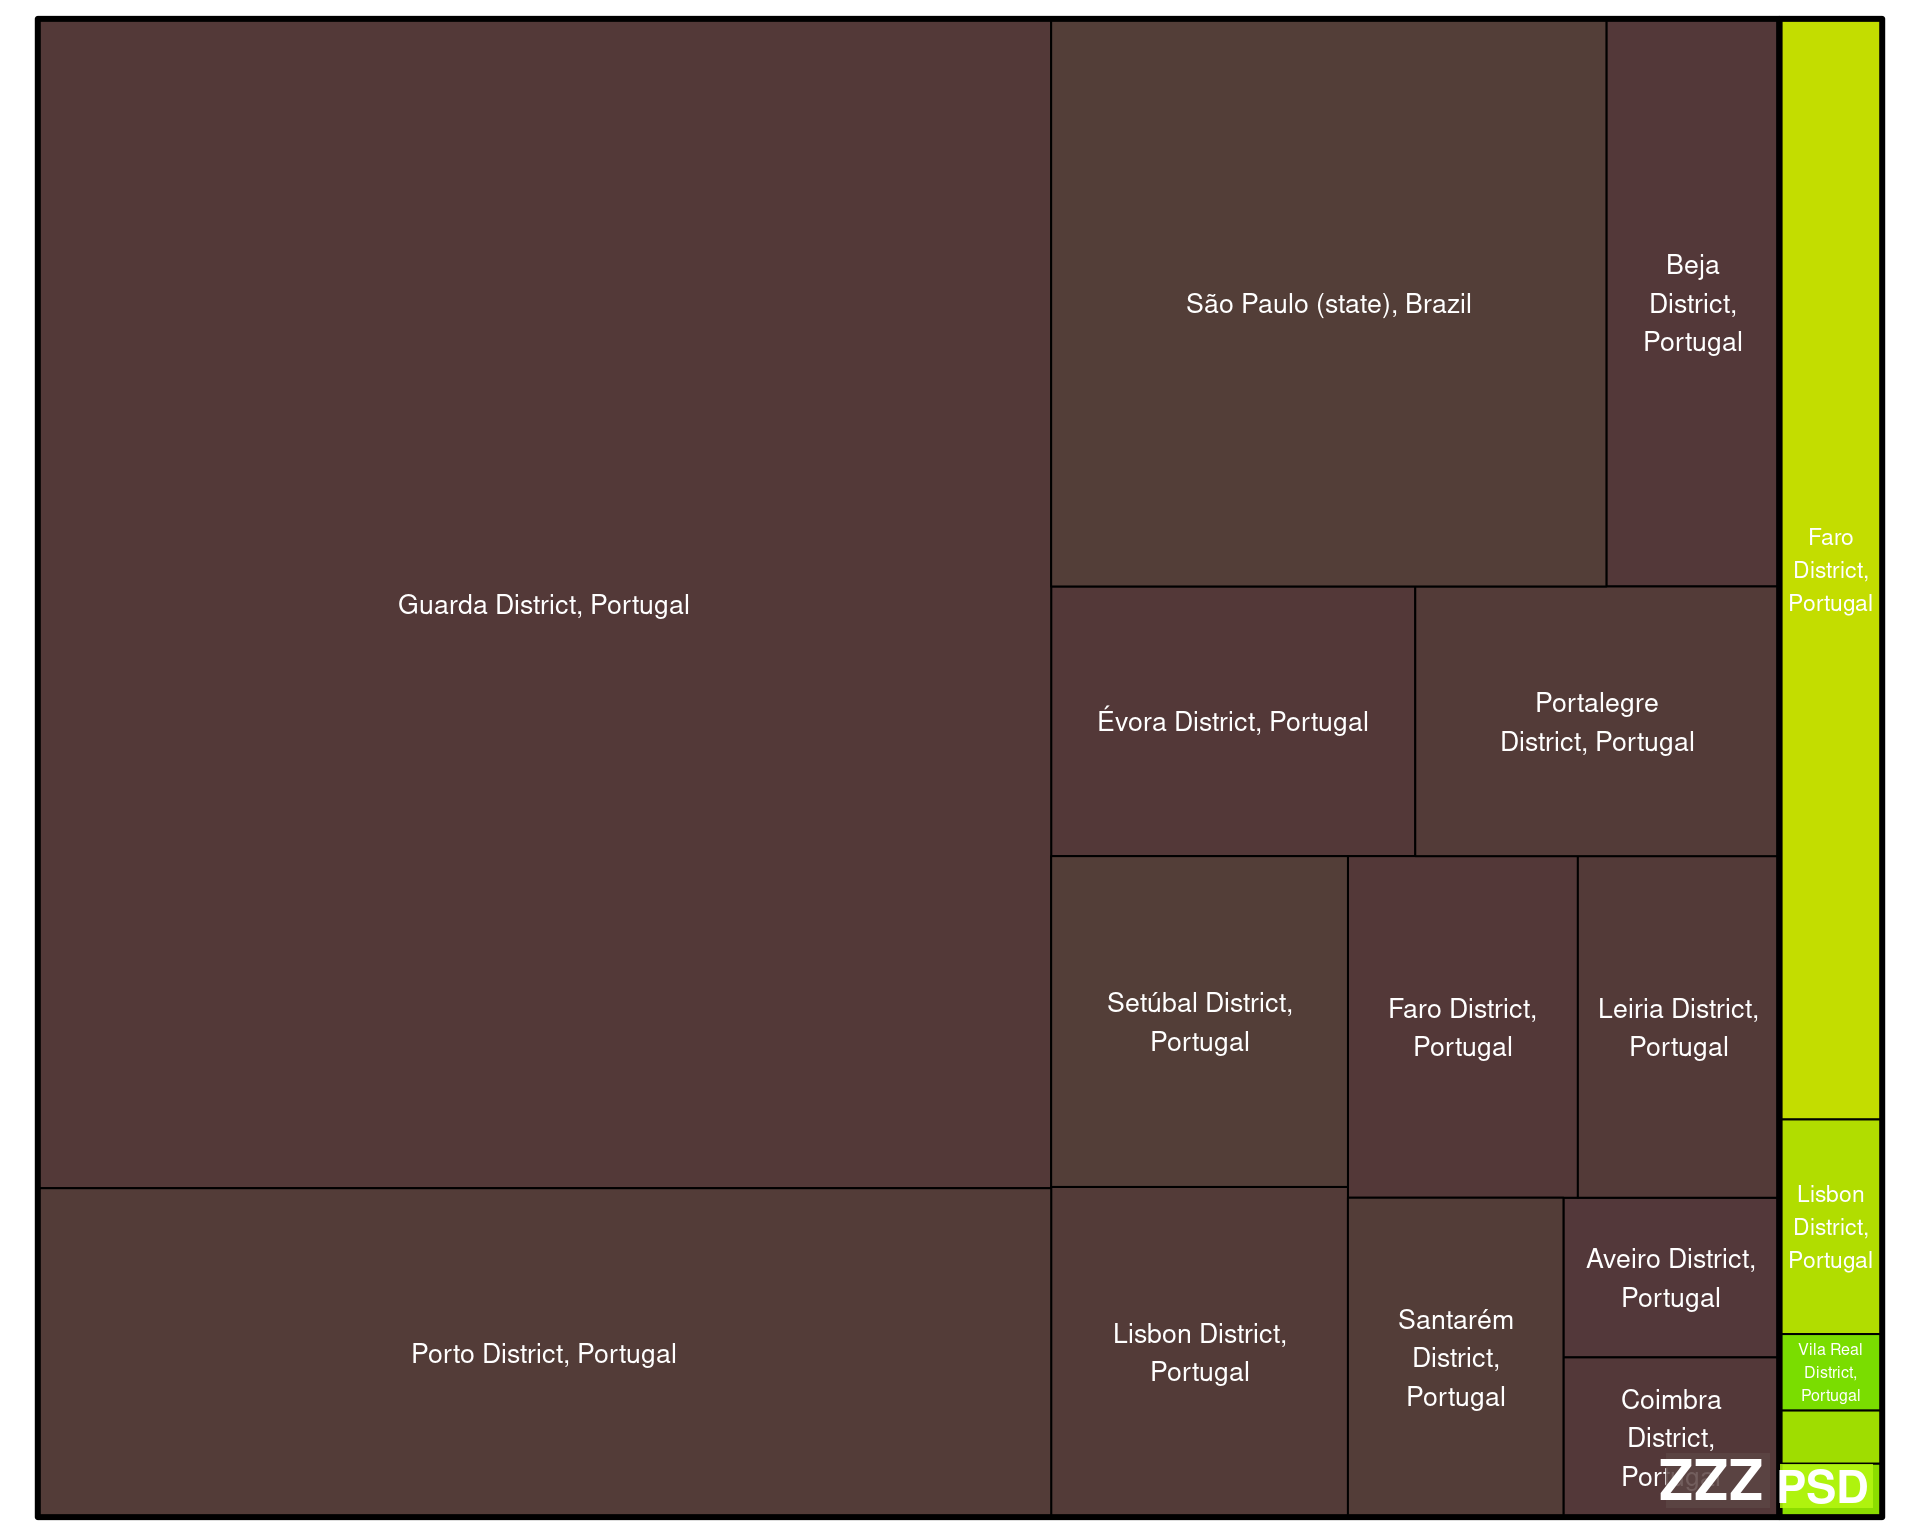 Guarda District, Portugal
Porto District, Portugal
São Paulo (state), Brazil
Beja
District,
Portugal
Évora District, Portugal
Portalegre
District, Portugal
Setúbal District,
Portugal
Faro District,
Portugal
Leiria District,
Portugal
Lisbon District,
Portugal
Santarém
District,
Portugal
Aveiro District,
Portugal
Coimbra
District,
Portugal
ZZZ
Faro
District,
Portugal
Lisbon
District,
Portugal
Vila Real
District,
Portugal
PSD